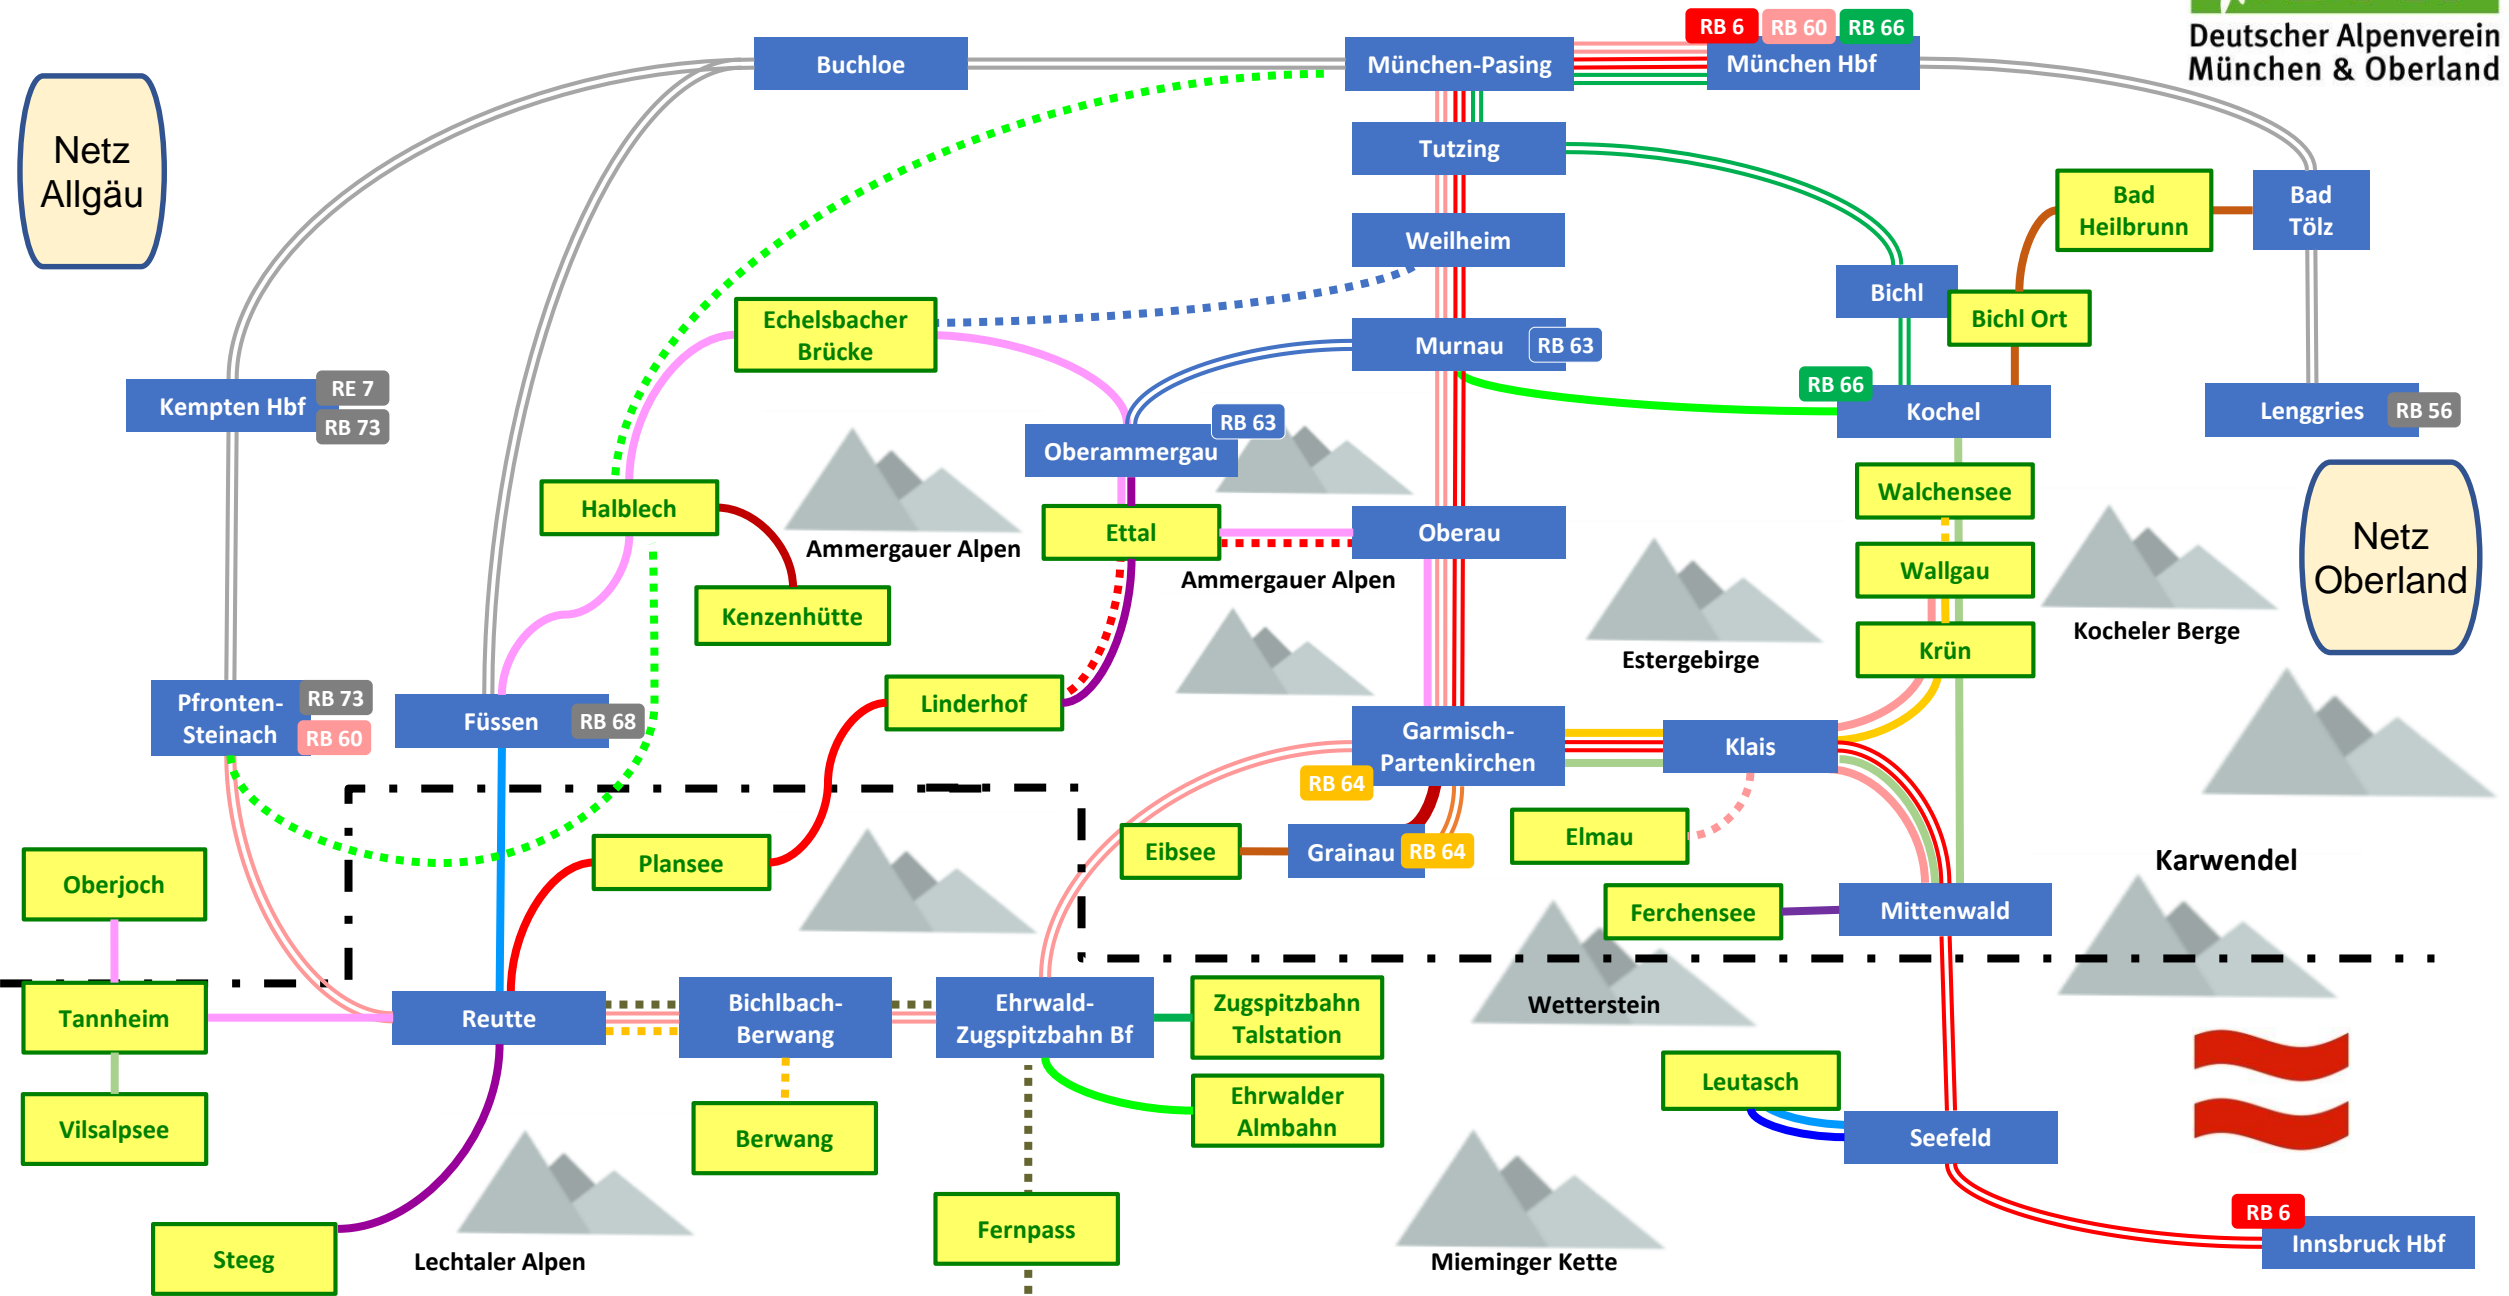 RB 6
RB 60
RB 66
Deutscher Alpenverein
München & Oberland
Buchloe
München-Pasing
München Hbf
Netz
Allgäu
Tutzing
Bad
Heilbrunn
Bad
Tölz
Weilheim
Bichl
Bichl Ort
Echelsbacher
Brücke
Murnau
RB 63
RE 7
Kempten Hbf
RB 73
RB 66
Kochel
Lenggries
RB 56
RB 63
Oberammergau
Walchensee
Halblech
Ettal
Oberau
Ammergauer Alpen
Ammergauer Alpen
Netz
Oberland
Wallgau
Kenzenhütte
Kocheler Berge
Krün
Estergebirge
Pfronten-
Steinach
RB 73
RB 60
Füssen
RB 68
Linderhof
Garmisch-
Partenkirchen
Klais
RB 64
Plansee
Eibsee
Grainau
RB 64
Elmau
Karwendel
Oberjoch
Ferchensee
Mittenwald
Tannheim
Reutte
Bichlbach-
Berwang
Ehrwald-
Zugspitzbahn Bf
Zugspitzbahn
Talstation
Wetterstein
Leutasch
Ehrwalder
Almbahn
Vilsalpsee
Berwang
Seefeld
Fernpass
RB 6
Innsbruck Hbf
Steeg
Lechtaler Alpen
Mieminger Kette